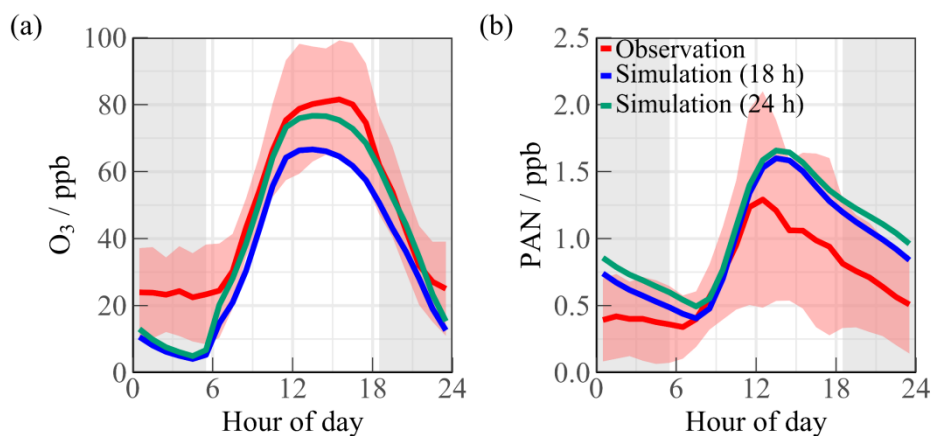 (a)
100
80
60
40
20
0
O3 / ppb
0 6 12 18 24
Hour of day
(b)
2.5
2.0
1.5
1.0
0.5
0.0
PAN / ppb
Observation
Simulation (18 h)
Simulation (24 h)
0 6 12 18 24
Hour of day